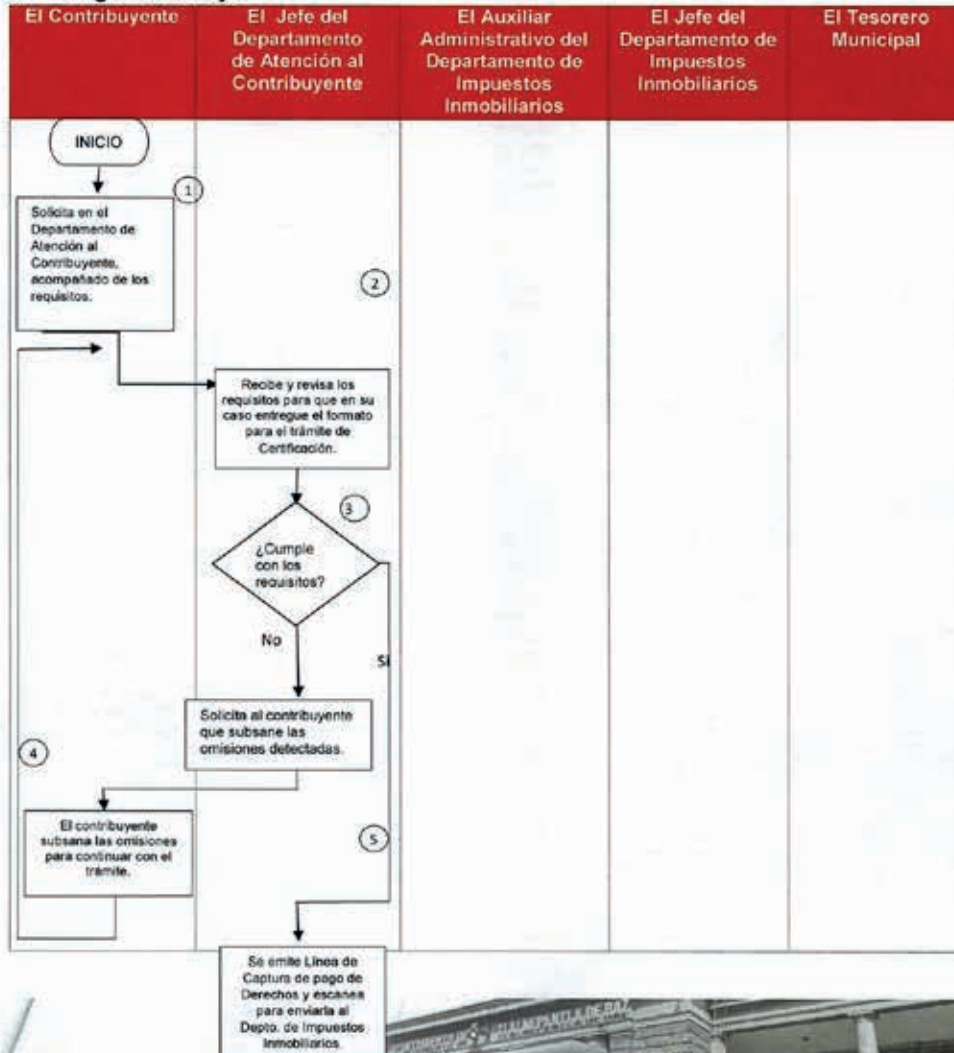 El Contribuyente
El Jefe del
Departamento
de Atención al
Contribuyente
El Auxiliar
Administrativo del
Departamento de
Impuestos
Inmobiliarios
El Jefe del
Departamento de
Impuestos
Inmobiliarios
El Tesorero
Municipal
INICIO
1
Solicita en el
Departamento de
Atención al
Contribuyente,
acompañado de los
requisitos.
2
Recibe y revisa los
requisitos para que en su
caso entregue el formato
para el trámite de
Certificación.
3
¿Cumple
con los
requisitos?
No
Si
Solicita al contribuyente
que subsane las
omisiones detectadas.
4
El contribuyente
subsana las omisiones
para continuar con el
trámite.
5
Se emite Línea de
Captura de pago de
Derechos y escanea
para enviarla al
Depto. de Impuestos
Inmobiliarios
TLALNEPANTLA DE BAZ